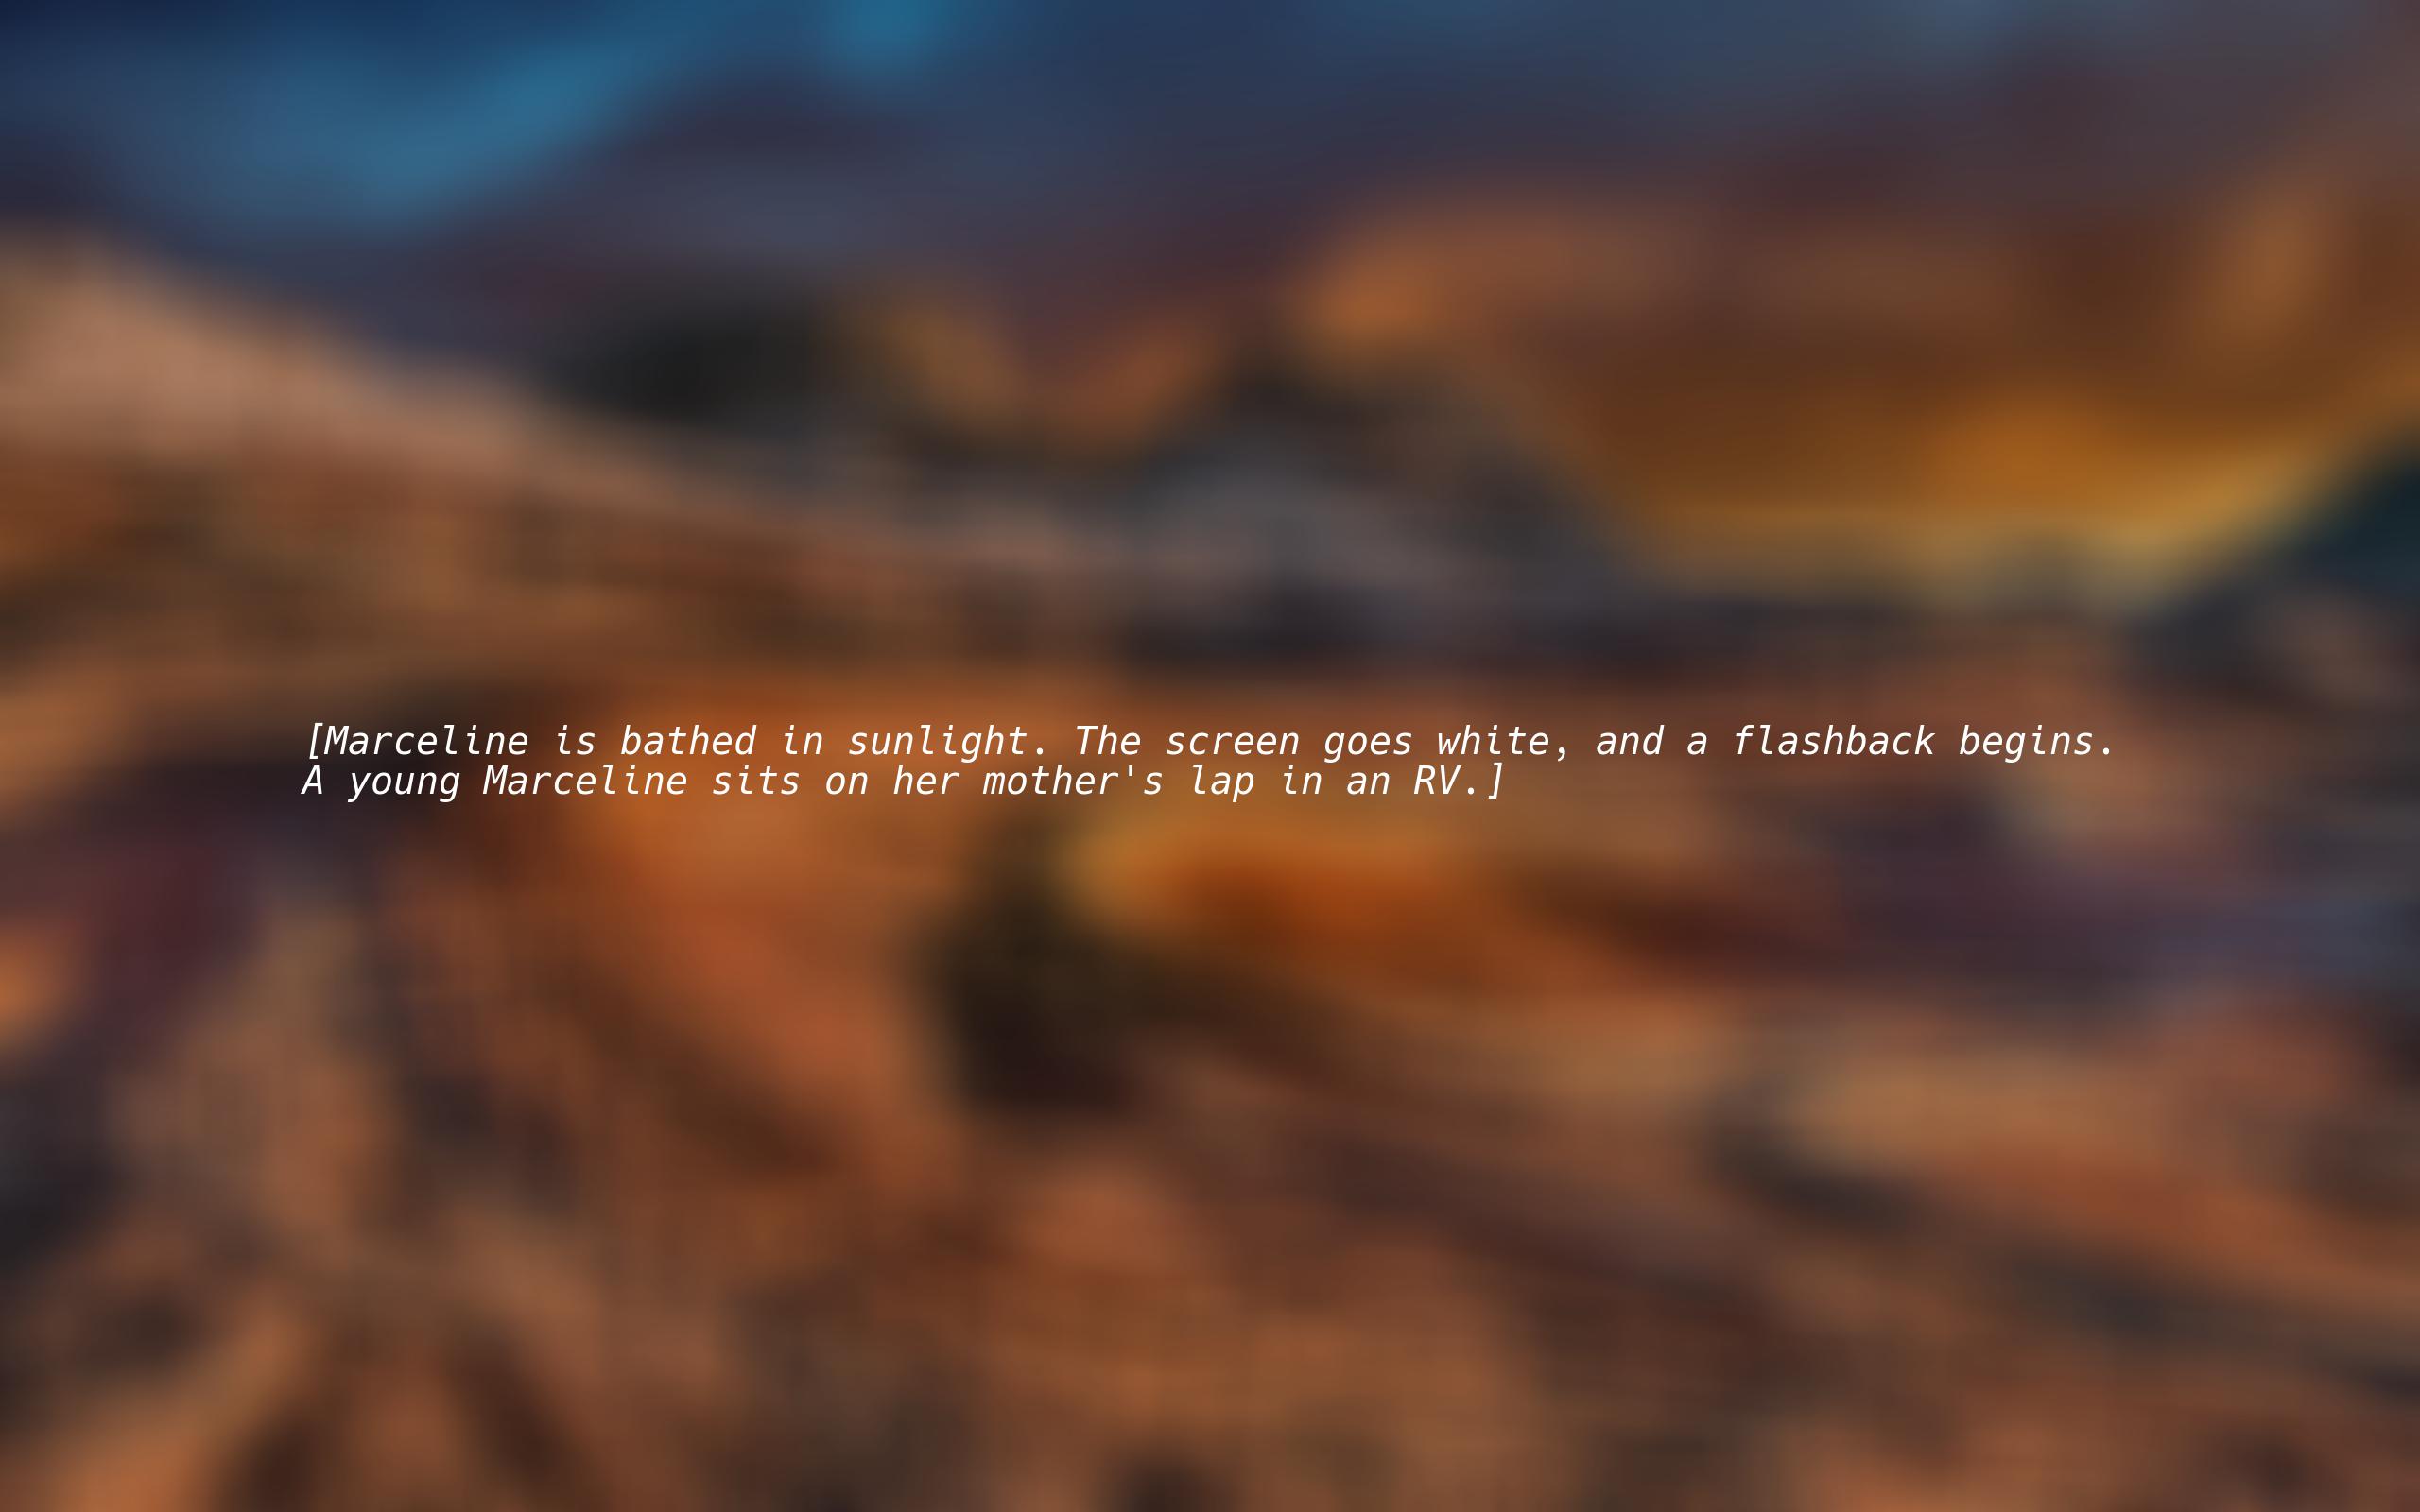 [Marceline is bathed in sunlight. The screen goes white, and a flashback begins.
A young Marceline sits on her mother's lap in an RV.]